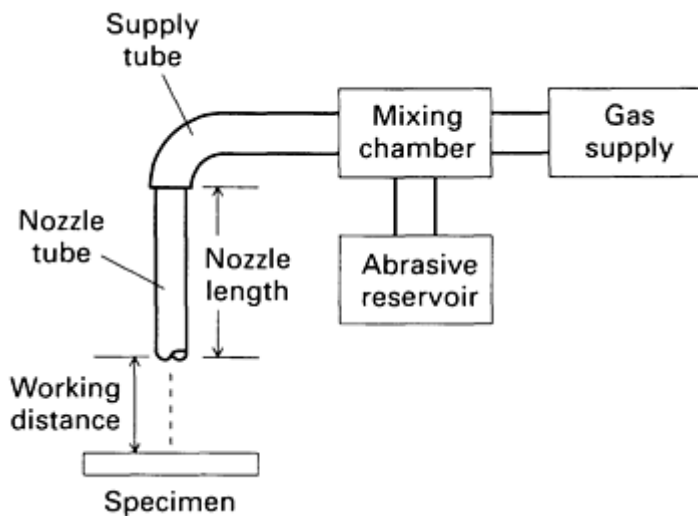 Supply
tube
Mixing
chamber
Gas
supply
Nozzle
tube
Nozzle
length
Abrasive
reservoir
Working
distance
Specimen